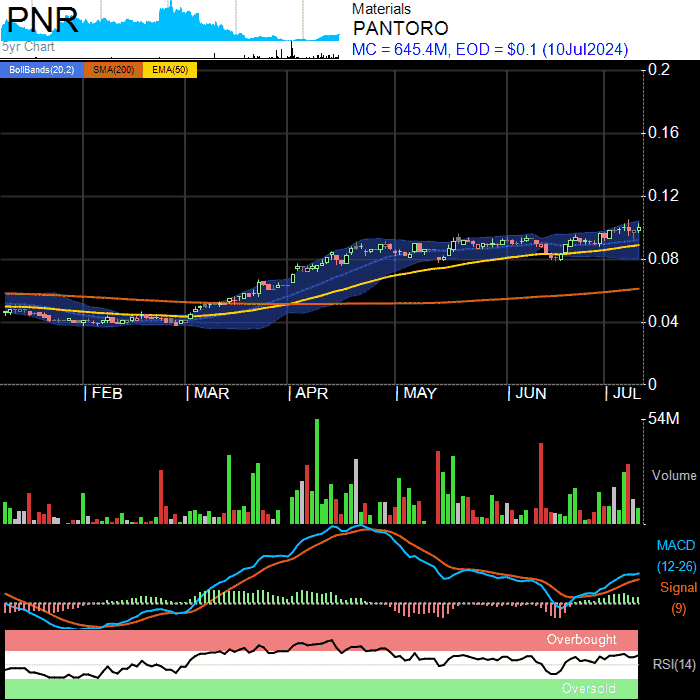 PNR
5yr Chart
Materials
PANTORO
MC = 645.4M, EOD = $0.1 (10Jul2024)
BollBands(20,2) SMA(200) EMA(50)
0.2
0.16
0.12
0.08
0.04
0
FEB MAR APR MAY JUN JUL
54M
Volume
MACD
(12-26)
Signal
(9)
Overbought
RSI(14)
Oversold